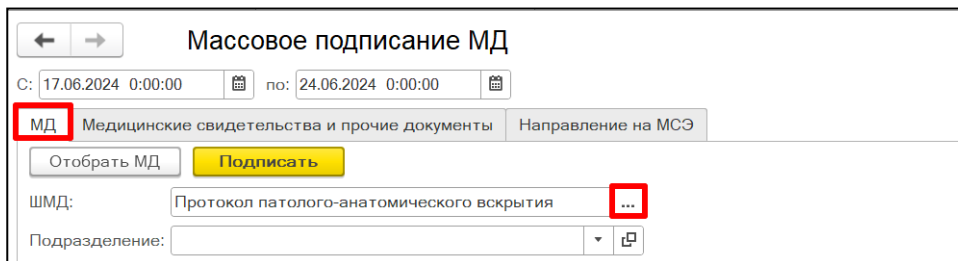 Массовое подписание МД
С: 17.06.2024 0:00:00 по: 24.06.2024 0:00:00
МД Медицинские свидетельства и прочие документы Направление на МСЭ
Отобрать МД Подписать
ШМД: Протокол патолого-анатомического вскрытия ...
Подразделение: